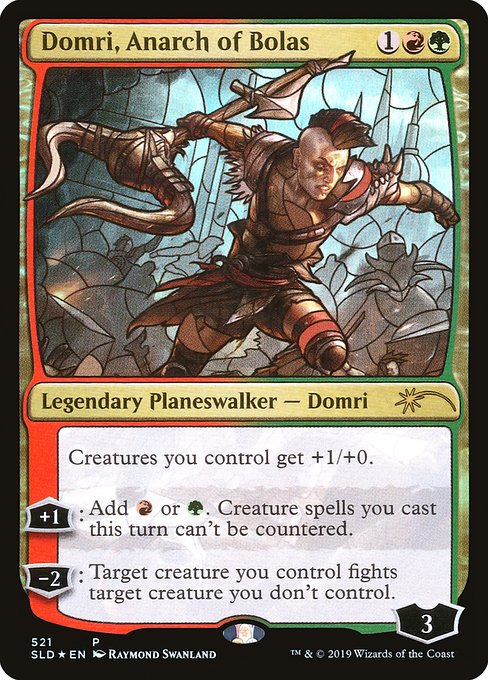 Domri, Anarch of Bolas 1
Legendary Planeswalker — Domri
Creatures you control get +1/+0.
+1 : Add or . Creature spells you cast
this turn can't be countered.
-2 : Target creature you control fights
target creature you don't control.
3
521 P
SLD ★ EN RAYMOND SWANLAND
™ & © 2019 Wizards of the Coast